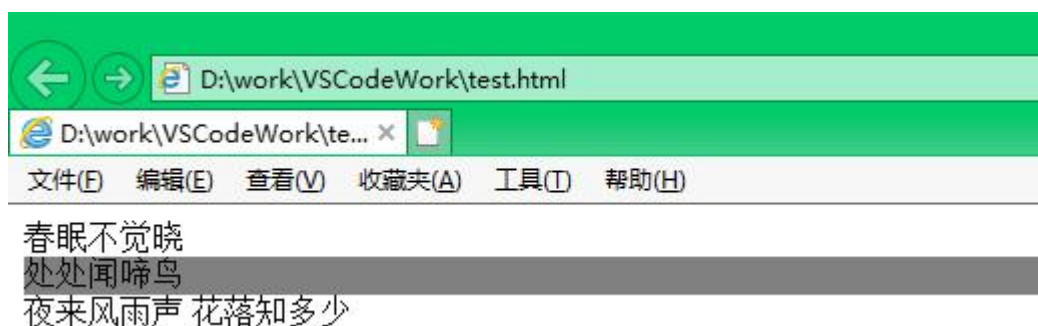 D:\work\VSCodeWork\test.html
D:\work\VSCodeWork\te...
文件(F) 编辑(E) 查看(V) 收藏夹(A) 工具(T) 帮助(H)
春眠不觉晓
处处闻啼鸟
夜来风雨声 花落知多少